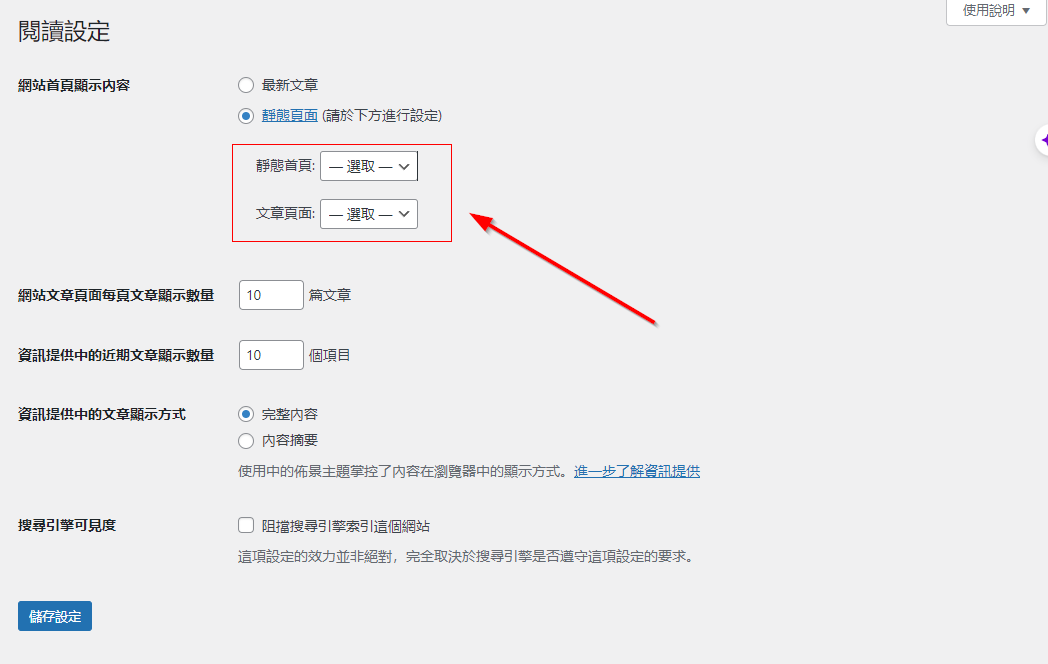 使用說明 ▼
閱讀設定
網站首頁顯示內容
最新文章
靜態頁面 (請於下方進行設定)
靜態首頁: — 選取 —
文章頁面: — 選取 —
網站文章頁面每頁文章顯示數量 10 篇文章
資訊提供中的近期文章顯示數量 10 個項目
資訊提供中的文章顯示方式
完整內容
內容摘要
使用中的佈景主題掌控了內容在瀏覽器中的顯示方式。進一步了解資訊提供
搜尋引擎可見度
阻擋搜尋引擎索引這個網站
這項設定的效力並非絕對，完全取決於搜尋引擎是否遵守這項設定的要求。
儲存設定